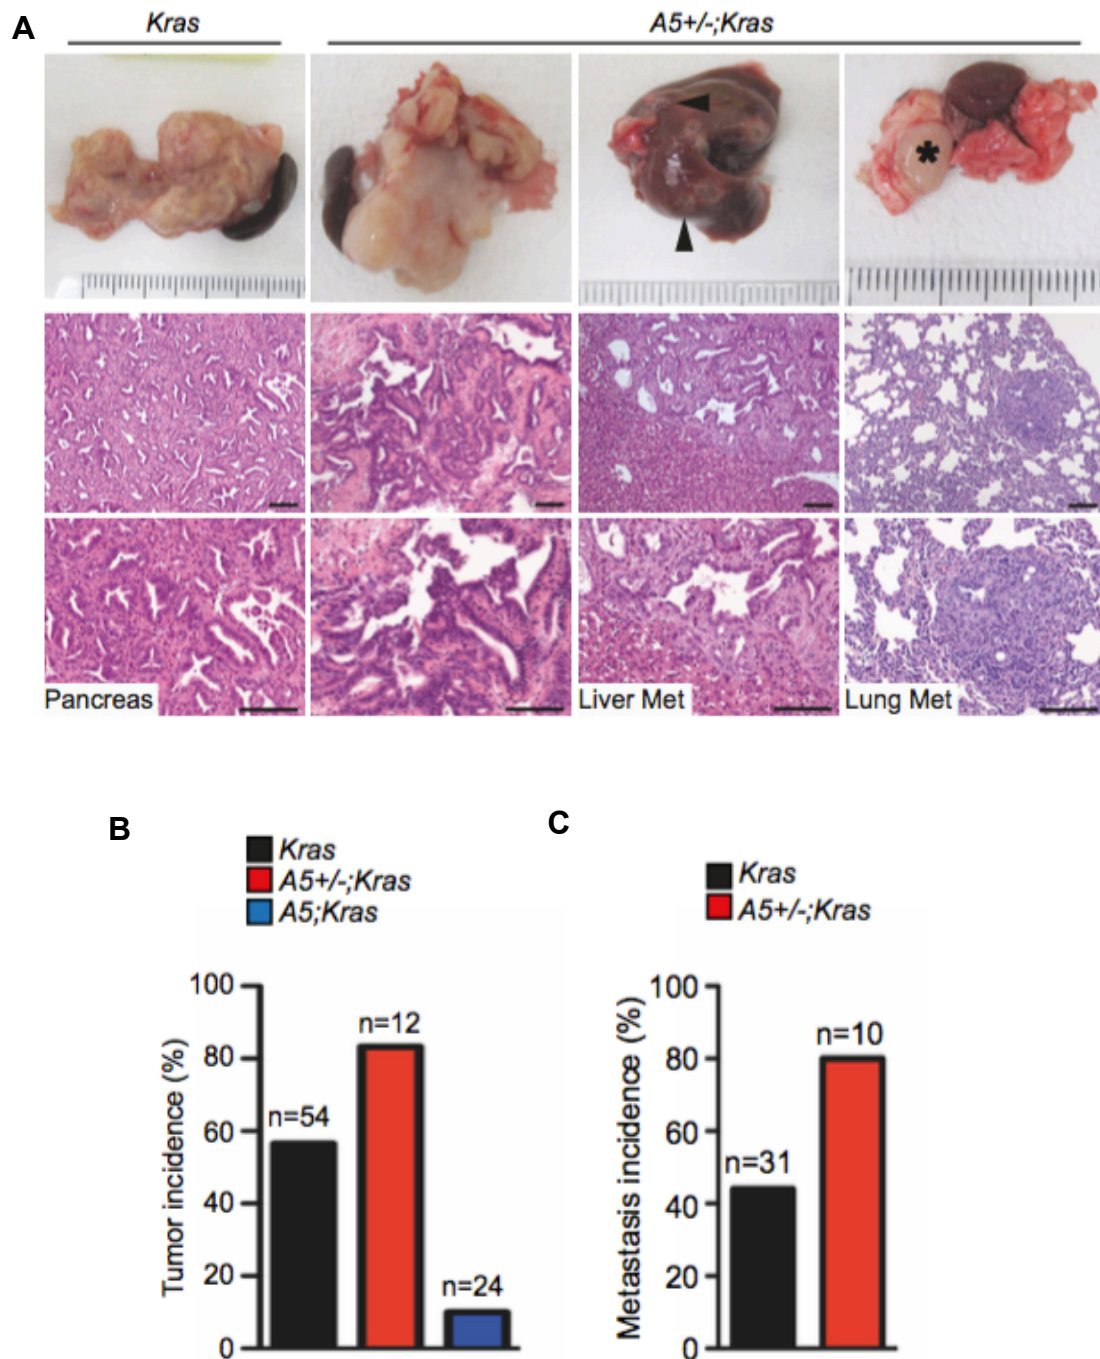 A
Kras
A5+/-;Kras
*
Pancreas
Liver Met
Lung Met
B
Kras
A5+/-;Kras
A5;Kras
Tumor incidence (%)
100
80
60
40
20
0
n=54
n=12
n=24
C
Kras
A5+/-;Kras
Metastasis incidence (%)
100
80
60
40
20
0
n=31
n=10